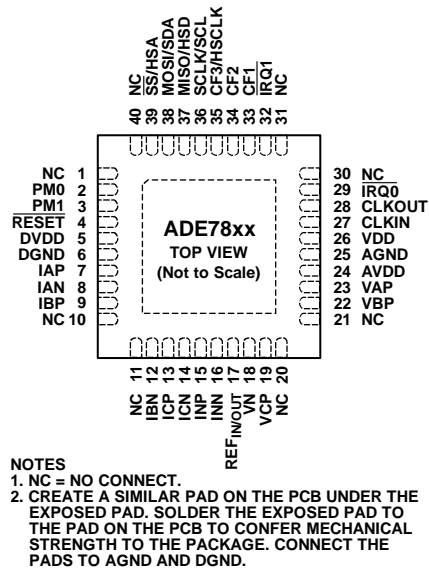 40 NC
39 SS/HSA
38 MOSI/SDA
37 MISO/HSD
36 SCLK/SCL
35 CF3/HSCLK
34 CF2
33 CF1
32 IRQ1
31 NC
NC 1
PM0 2
PM1 3
RESET 4
DVDD 5
DGND 6
IAP 7
IAN 8
IBP 9
NC 10
ADE78xx
TOP VIEW
(Not to Scale)
30 NC
29 IRQ0
28 CLKOUT
27 CLKIN
26 VDD
25 AGND
24 AVDD
23 VAP
22 VBP
21 NC
NC 11
IBN 12
ICP 13
ICN 14
INP 15
INN 16
REFIN/OUT 17
VN 18
VCP 19
NC 20
NOTES
1. NC = NO CONNECT.
2. CREATE A SIMILAR PAD ON THE PCB UNDER THE
EXPOSED PAD. SOLDER THE EXPOSED PAD TO
THE PAD ON THE PCB TO CONFER MECHANICAL
STRENGTH TO THE PACKAGE. CONNECT THE
PADS TO AGND AND DGND.